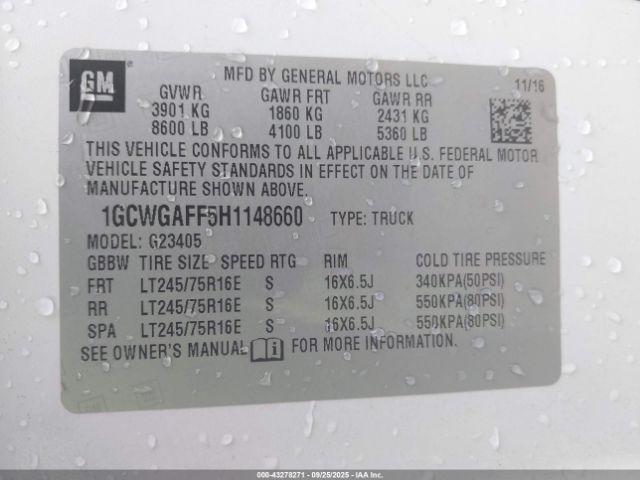 GM
MFD BY GENERAL MOTORS LLC
11/16
GVWR GAWR FRT GAWR RR
3901 KG 1860 KG 2431 KG
8600 LB 4100 LB 5360 LB
THIS VEHICLE CONFORMS TO ALL APPLICABLE U.S. FEDERAL MOTOR
VEHICLE SAFETY STANDARDS IN EFFECT ON THE DATE OF
MANUFACTURE SHOWN ABOVE.
1GCWGAFF5H1148660 TYPE: TRUCK
MODEL: G23405
GBBW TIRE SIZE SPEED RTG RIM COLD TIRE PRESSURE
FRT LT245/75R16E S 16X6.5J 340KPA(50PSI)
RR LT245/75R16E S 16X6.5J 550KPA(80PSI)
SPA LT245/75R16E S 16X6.5J 550KPA(80PSI)
SEE OWNER'S MANUAL FOR MORE INFORMATION.
000-43278271 - 09/25/2025 - IAA Inc.